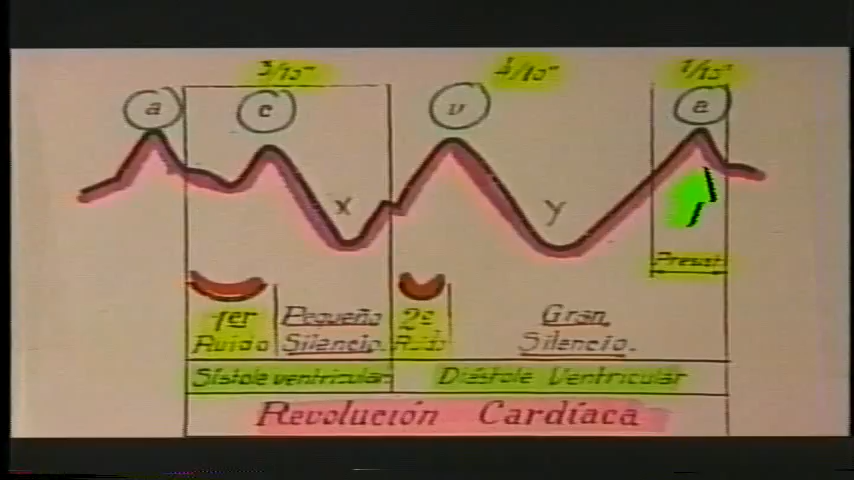 3/10" 4/10" 1/10"
a c v a
x y
Presist.
1er Pequeño 2º Gran
Ruido Silencio. Ruido Silencio.
Sístole ventricular. Diástole Ventricular
Revolución Cardíaca